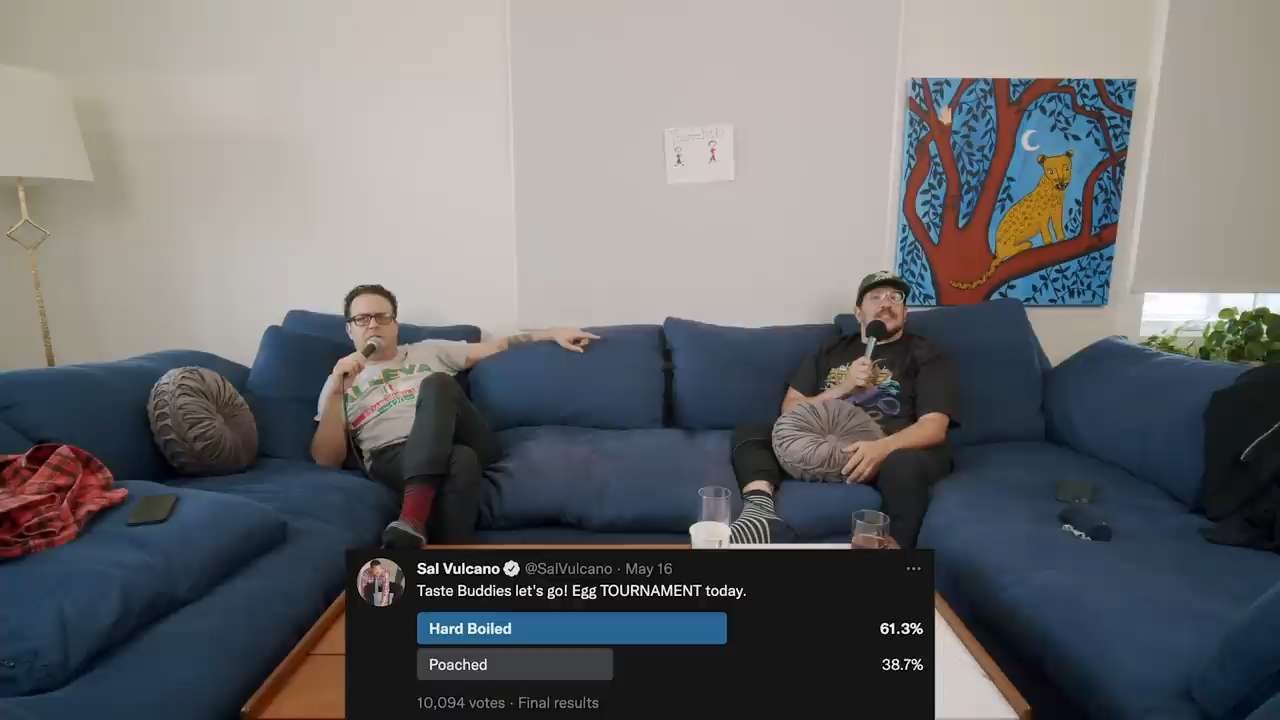 Sal Vulcano @SalVulcano · May 16
Taste Buddies let's go! Egg TOURNAMENT today.
Hard Boiled 61.3%
Poached 38.7%
10,094 votes · Final results